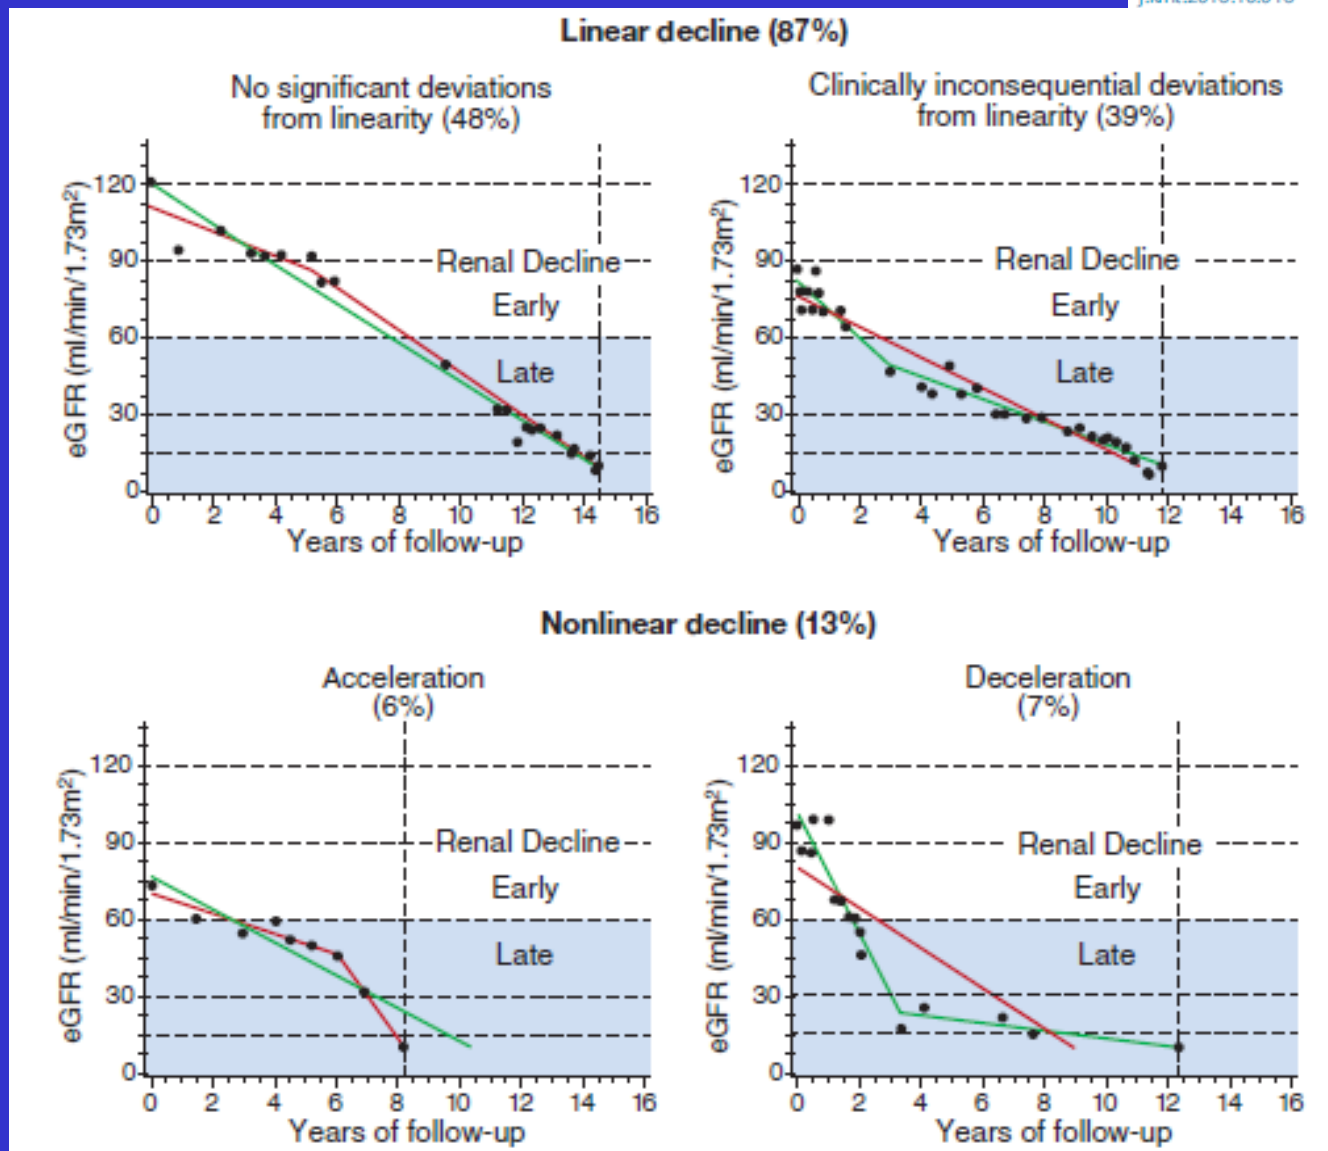 Linear decline (87%)
No significant deviations
from linearity (48%)
Clinically inconsequential deviations
from linearity (39%)
eGFR (ml/min/1.73m²)
120
90
60
30
0
Renal Decline
Early
Late
0 2 4 6 8 10 12 14 16
Years of follow-up
eGFR (ml/min/1.73m²)
120
90
60
30
0
Renal Decline
Early
Late
0 2 4 6 8 10 12 14 16
Years of follow-up
Nonlinear decline (13%)
Acceleration
(6%)
Deceleration
(7%)
eGFR (ml/min/1.73m²)
120
90
60
30
0
Renal Decline
Early
Late
0 2 4 6 8 10 12 14 16
Years of follow-up
eGFR (ml/min/1.73m²)
120
90
60
30
0
Renal Decline
Early
Late
0 2 4 6 8 10 12 14 16
Years of follow-up